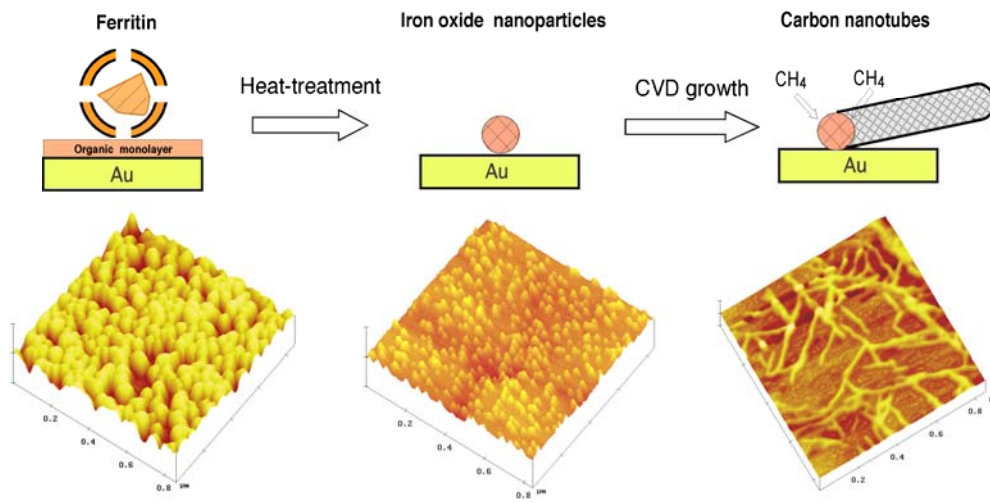 Ferritin
Iron oxide nanoparticles
Carbon nanotubes
Heat-treatment
CVD growth
CH₄
CH₄
Organic monolayer
Au
Au
Au
0.2
0.4
0.6
0.8
µM
0.2
0.4
0.6
0.8
µM
0.2
0.4
0.6
0.8